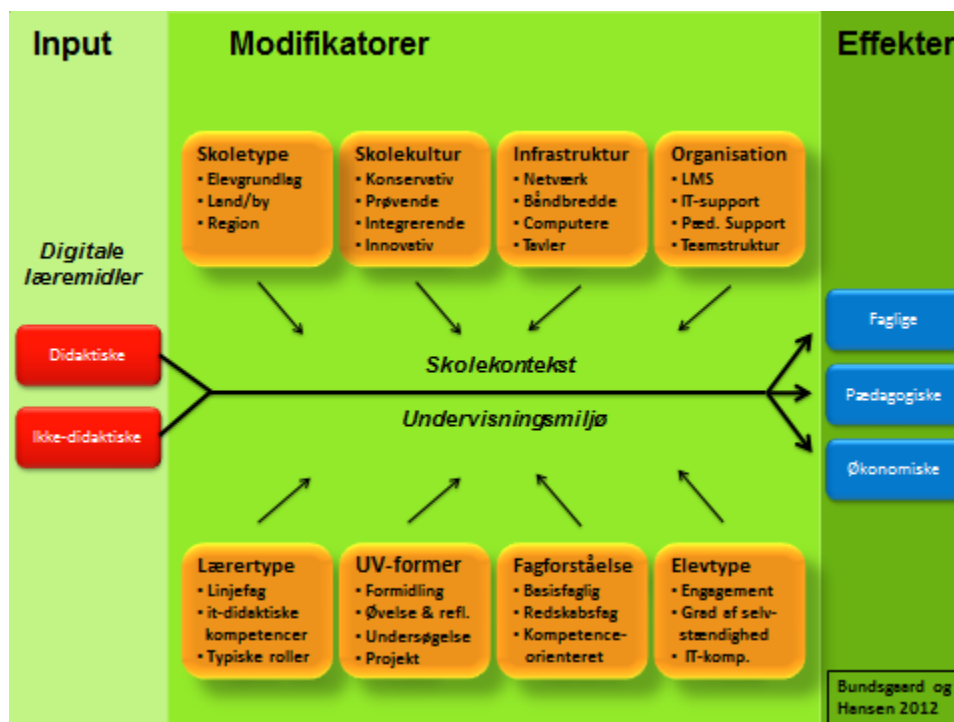 Input
Modifikatorer
Effekter
Skoletype
• Elevgrundlag
• Land/by
• Region
Skolekultur
• Konservativ
• Prøvende
• Integrerende
• Innovativ
Infrastruktur
• Netværk
• Båndbredde
• Computere
• Tavler
Organisation
• LMS
• IT-support
• Pæd. Support
• Teamstruktur
Digitale
læremidler
Didaktiske
Ikke-didaktiske
Skolekontekst
Undervisningsmiljø
Faglige
Pædagogiske
Økonomiske
Lærertype
• Linjefag
• it-didaktiske
kompetencer
• Typiske roller
UV-former
• Formidling
• Øvelse & refl.
• Undersøgelse
• Projekt
Fagforståelse
• Basisfaglig
• Redskabsfag
• Kompetence-
orienteret
Elevtype
• Engagement
• Grad af selv-
stændighed
• IT-komp.
Bundsgaard og
Hansen 2012